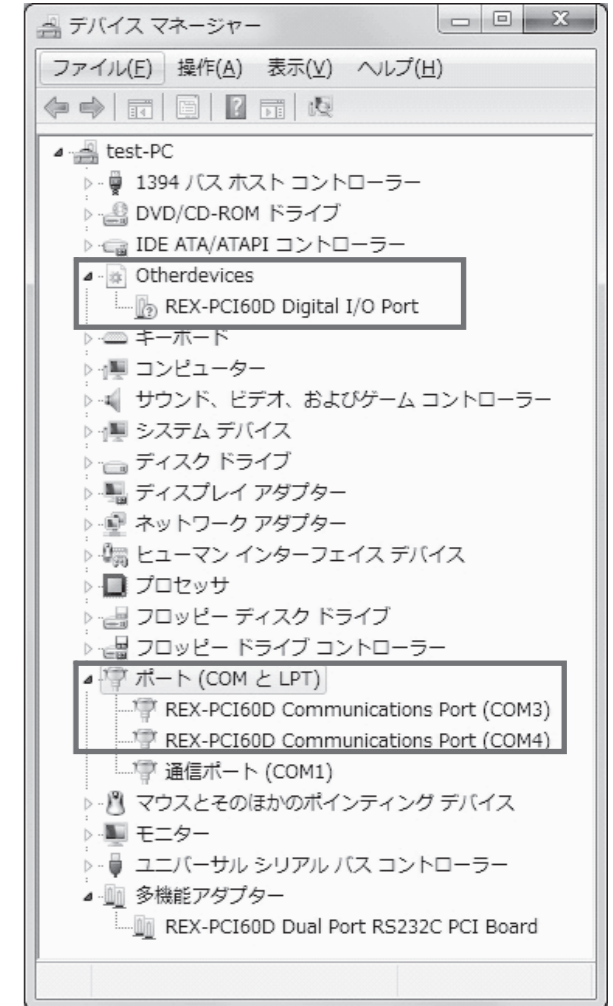 デバイス マネージャー
ファイル(F) 操作(A) 表示(V) ヘルプ(H)
test-PC
1394 バス ホスト コントローラー
DVD/CD-ROM ドライブ
IDE ATA/ATAPI コントローラー
Otherdevices
REX-PCI60D Digital I/O Port
キーボード
コンピューター
サウンド、ビデオ、およびゲーム コントローラー
システム デバイス
ディスク ドライブ
ディスプレイ アダプター
ネットワーク アダプター
ヒューマン インターフェイス デバイス
プロセッサ
フロッピー ディスク ドライブ
フロッピー ドライブ コントローラー
ポート (COM と LPT)
REX-PCI60D Communications Port (COM3)
REX-PCI60D Communications Port (COM4)
通信ポート (COM1)
マウスとそのほかのポインティング デバイス
モニター
ユニバーサル シリアル バス コントローラー
多機能アダプター
REX-PCI60D Dual Port RS232C PCI Board